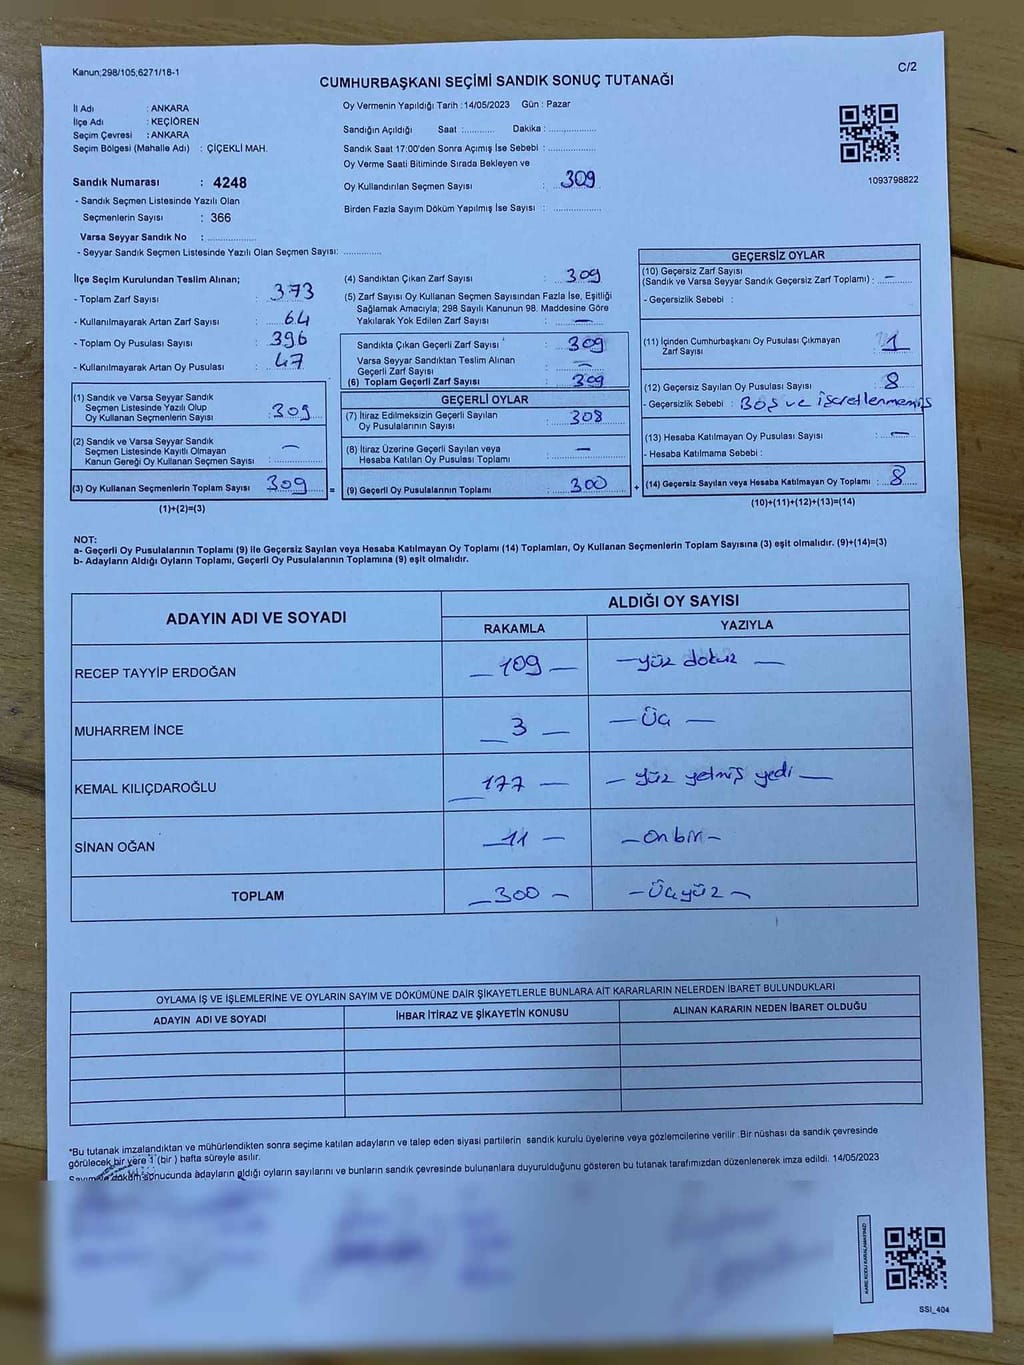 Kanun;298/105;6271/18-1
C/2
CUMHURBAŞKANI SEÇİMİ SANDIK SONUÇ TUTANAĞI
İl Adı : ANKARA
İlçe Adı : KEÇİÖREN
Seçim Çevresi : ANKARA
Seçim Bölgesi (Mahalle Adı) : ÇİÇEKLİ MAH.
Sandık Numarası : 4248
- Sandık Seçmen Listesinde Yazılı Olan
Seçmenlerin Sayısı : 366
Varsa Seyyar Sandık No : ................
- Seyyar Sandık Seçmen Listesinde Yazılı Olan Seçmen Sayısı: .............
Oy Vermenin Yapıldığı Tarih :14/05/2023 Gün : Pazar
Sandığın Açıldığı Saat :........... Dakika : ................
Sandık Saat 17:00'den Sonra Açımış İse Sebebi : ................
Oy Verme Saati Bitiminde Sırada Bekleyen ve
Oy Kullandırılan Seçmen Sayısı : 309
Birden Fazla Sayım Döküm Yapılmış İse Sayısı : ................
1093798822
İlçe Seçim Kurulundan Teslim Alınan;
- Toplam Zarf Sayısı : 373
- Kullanılmayarak Artan Zarf Sayısı : 64
- Toplam Oy Pusulası Sayısı : 396
- Kullanılmayarak Artan Oy Pusulası : 47
(1) Sandık ve Varsa Seyyar Sandık
Seçmen Listesinde Yazılı Olup
Oy Kullanan Seçmenlerin Sayısı : 309
(2) Sandık ve Varsa Seyyar Sandık
Seçmen Listesinde Kayıtlı Olmayan
Kanun Gereği Oy Kullanan Seçmen Sayısı : —
(3) Oy Kullanan Seçmenlerin Toplam Sayısı : 309 =
(1)+(2)=(3)
(4) Sandıktan Çıkan Zarf Sayısı : 309
(5) Zarf Sayısı Oy Kullanan Seçmen Sayısından Fazla İse, Eşitliği
Sağlamak Amacıyla; 298 Sayılı Kanunun 98. Maddesine Göre
Yakılarak Yok Edilen Zarf Sayısı : —
Sandıkta Çıkan Geçerli Zarf Sayısı : 309
Varsa Seyyar Sandıktan Teslim Alınan
Geçerli Zarf Sayısı : —
(6) Toplam Geçerli Zarf Sayısı : 309
GEÇERLİ OYLAR
(7) İtiraz Edilmeksizin Geçerli Sayılan
Oy Pusulalarının Sayısı : 308
(8) İtiraz Üzerine Geçerli Sayılan veya
Hesaba Katılan Oy Pusulası Toplamı : —
(9) Geçerli Oy Pusulalarının Toplamı : 300 +
GEÇERSİZ OYLAR
(10) Geçersiz Zarf Sayısı
(Sandık ve Varsa Seyyar Sandık Geçersiz Zarf Toplamı) : —
- Geçersizlik Sebebi :
(11) İçinden Cumhurbaşkanı Oy Pusulası Çıkmayan
Zarf Sayısı : 1
(12) Geçersiz Sayılan Oy Pusulası Sayısı : 8
- Geçersizlik Sebebi : Boş ve işaretlenmemiş
(13) Hesaba Katılmayan Oy Pusulası Sayısı : —
- Hesaba Katılmama Sebebi :
(14) Geçersiz Sayılan veya Hesaba Katılmayan Oy Toplamı : 8
(10)+(11)+(12)+(13)=(14)
NOT:
a- Geçerli Oy Pusulalarının Toplamı (9) ile Geçersiz Sayılan veya Hesaba Katılmayan Oy Toplamı (14) Toplamları, Oy Kullanan Seçmenlerin Toplam Sayısına (3) eşit olmalıdır. (9)+(14)=(3)
b- Adayların Aldığı Oyların Toplamı, Geçerli Oy Pusulalarının Toplamına (9) eşit olmalıdır.
ADAYIN ADI VE SOYADI
ALDIĞI OY SAYISI
RAKAMLA YAZIYLA
RECEP TAYYİP ERDOĞAN — 109 — — yüz dokuz —
MUHARREM İNCE — 3 — — Üç —
KEMAL KILIÇDAROĞLU — 177 — — yüz yetmiş yedi —
SİNAN OĞAN — 11 — — Onbir —
TOPLAM — 300 — — Üçyüz —
OYLAMA İŞ VE İŞLEMLERİNE VE OYLARIN SAYIM VE DÖKÜMÜNE DAİR ŞİKAYETLERLE BUNLARA AİT KARARLARIN NELERDEN İBARET BULUNDUKLARI
ADAYIN ADI VE SOYADI İHBAR İTİRAZ VE ŞİKAYETİN KONUSU ALINAN KARARIN NEDEN İBARET OLDUĞU
*Bu tutanak imzalandıktan ve mühürlendikten sonra seçime katılan adayların ve talep eden siyasi partilerin sandık kurulu üyelerine veya gözlemcilerine verilir .Bir nüshası da sandık çevresinde
görülecek bir yere 1 (bir ) hafta süreyle asılır.
döküm sonucunda adayların aldığı oyların sayılarını ve bunların sandık çevresinde bulunanlara duyurulduğunu gösteren bu tutanak tarafımızdan düzenlenerek imza edildi. 14/05/2023
SSI_404